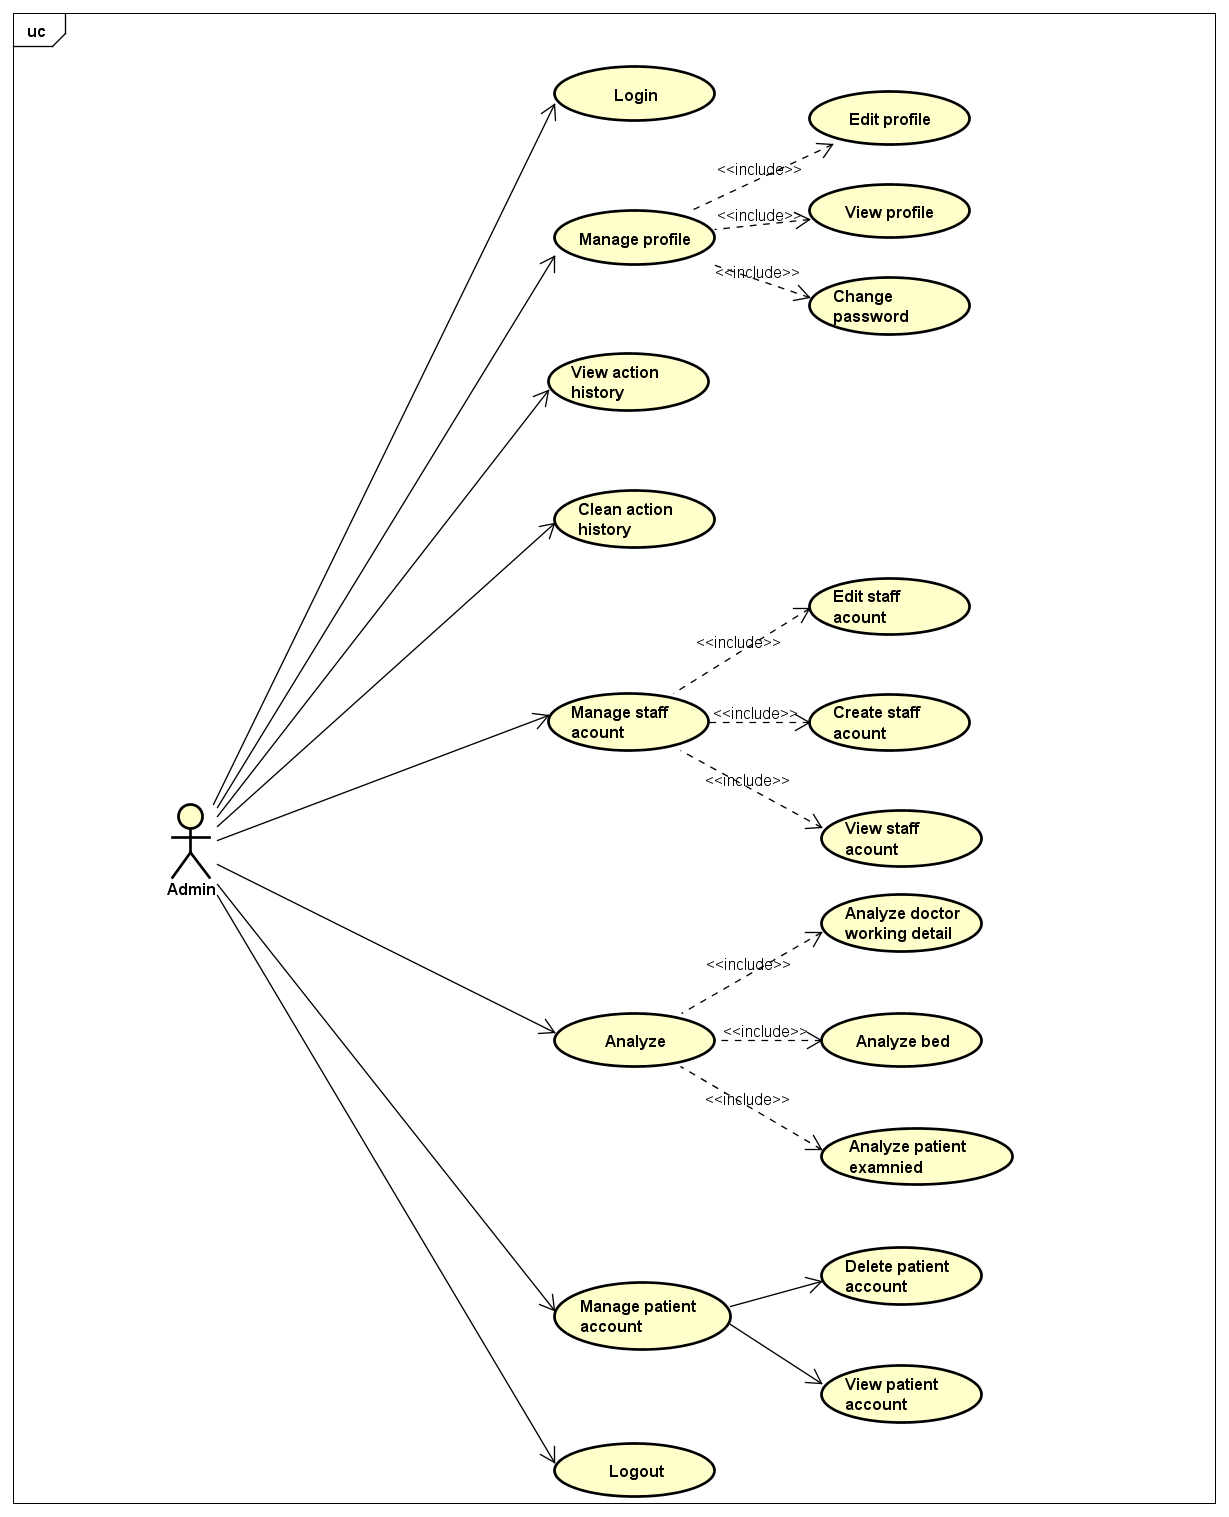 uc
Login
Edit profile
<<include>>
View profile
<<include>>
Manage profile
<<include>>
Change
password
View action
history
Clean action
history
Edit staff
acount
<<include>>
Manage staff
acount
<<include>>
Create staff
acount
<<include>>
View staff
acount
Admin
Analyze doctor
working detail
<<include>>
Analyze
<<include>>
Analyze bed
<<include>>
Analyze patient
examnied
Delete patient
account
Manage patient
account
View patient
account
Logout